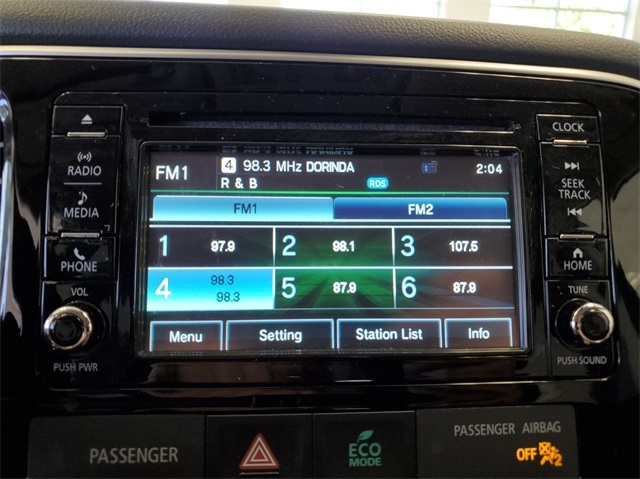 CLOCK
RADIO
MEDIA
PHONE
VOL
PUSH PWR
FM1 4 98.3 MHz DORINDA 2:04
R & B RDS
FM1 FM2
1 97.9 2 98.1 3 107.5
4 98.3 98.3 5 87.9 6 87.9
Menu Setting Station List Info
SEEK
TRACK
HOME
TUNE
PUSH SOUND
PASSENGER
ECO
MODE
PASSENGER AIRBAG
OFF 2